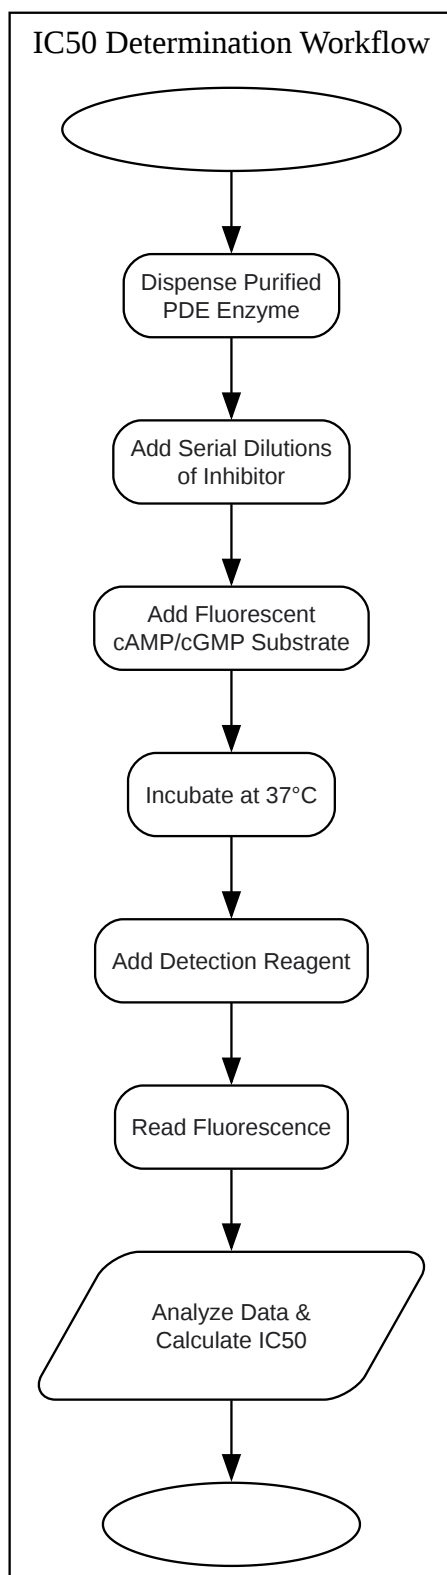 IC50 Determination Workflow
Dispense Purified
PDE Enzyme
Add Serial Dilutions
of Inhibitor
Add Fluorescent
cAMP/cGMP Substrate
Incubate at 37°C
Add Detection Reagent
Read Fluorescence
Analyze Data &
Calculate IC50